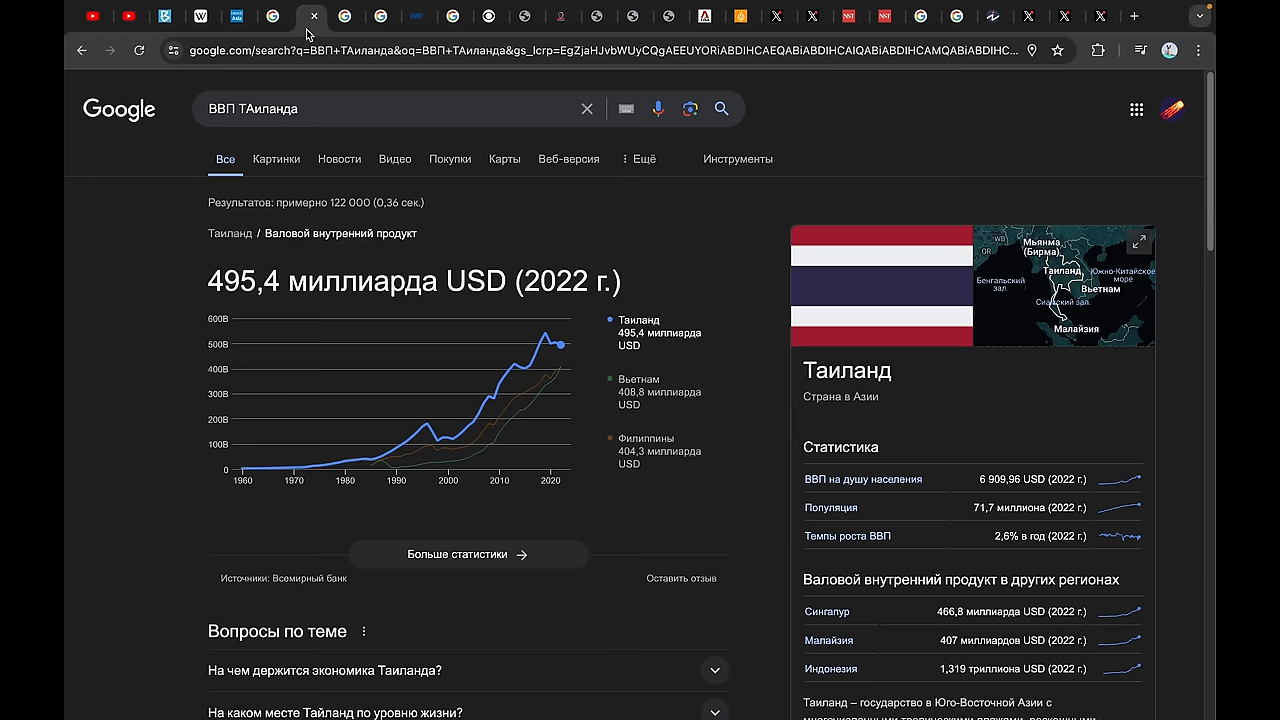 google.com/search?q=ВВП+ТАиланда&oq=ВВП+ТАиланда&gs_lcrp=EgZjaHJvbWUyCQgAEEUYORiABDIHCAEQABiABDIHCAIQABiABDIHCAMQABiABDIHC...
Google
ВВП ТАиланда
Все Картинки Новости Видео Покупки Карты Веб-версия Ещё Инструменты
Результатов: примерно 122 000 (0,36 сек.)
Таиланд / Валовой внутренний продукт
495,4 миллиарда USD (2022 г.)
600B
500B
400B
300B
200B
100B
0
1960 1970 1980 1990 2000 2010 2020
Таиланд
495,4 миллиарда
USD
Вьетнам
408,8 миллиарда
USD
Филиппины
404,3 миллиарда
USD
Больше статистики →
Источники: Всемирный банк
Оставить отзыв
Вопросы по теме
На чем держится экономика Таиланда?
На каком месте Тайланд по уровню жизни?
WB
OR
Мьянма
(Бирма)
Таиланд
Южно-Китайское
море
Бенгальский
зал.
Вьетнам
Сиамский зал.
Малайзия
Таиланд
Страна в Азии
Статистика
ВВП на душу населения 6 909,96 USD (2022 г.)
Популяция 71,7 миллиона (2022 г.)
Темпы роста ВВП 2,6% в год (2022 г.)
Валовой внутренний продукт в других регионах
Сингапур 466,8 миллиарда USD (2022 г.)
Малайзия 407 миллиардов USD (2022 г.)
Индонезия 1,319 триллиона USD (2022 г.)
Таиланд – государство в Юго-Восточной Азии с